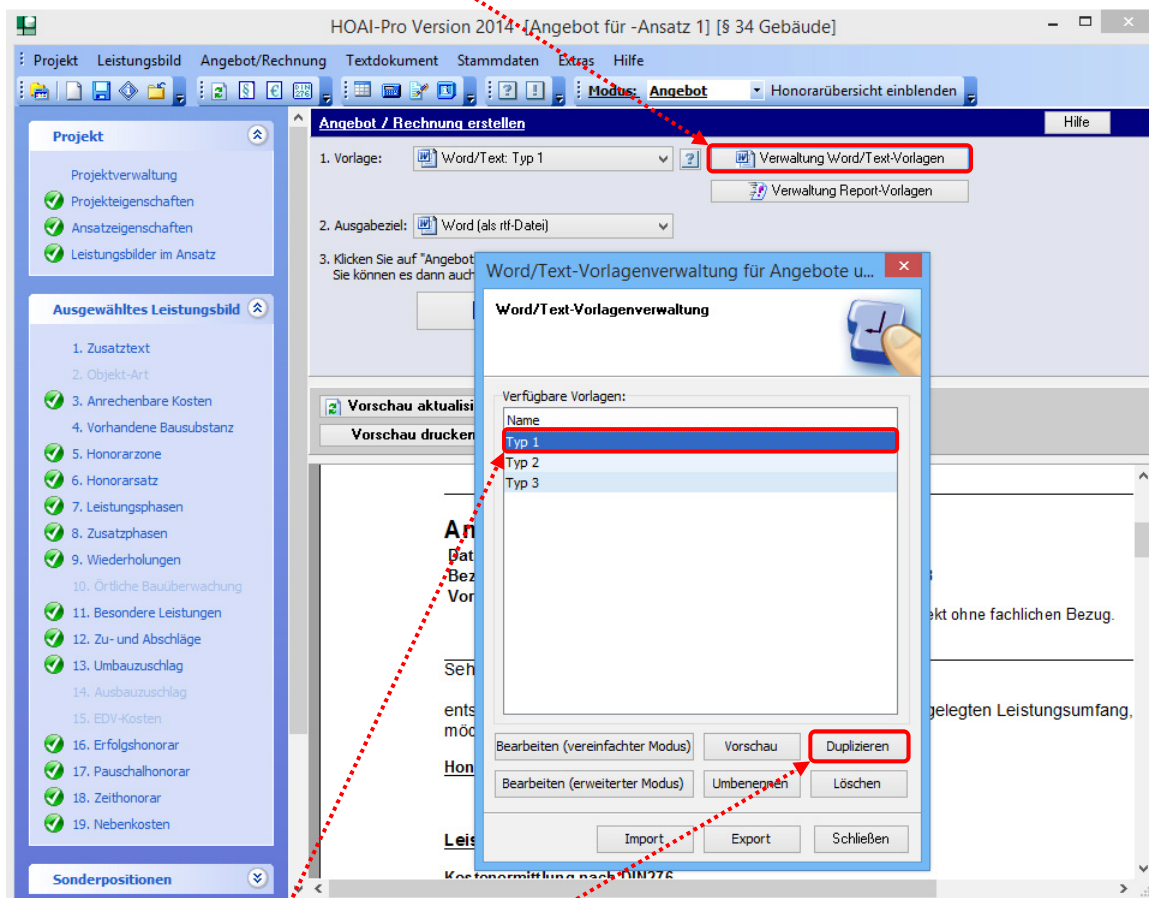 HOAI-Pro Version 2014 [Angebot für -Ansatz 1] [§ 34 Gebäude]
Projekt Leistungsbild Angebot/Rechnung Textdokument Stammdaten Extras Hilfe
Modus: Angebot Honorarübersicht einblenden
Projekt
Projektverwaltung
Projekteigenschaften
Ansatzeigenschaften
Leistungsbilder im Ansatz
Ausgewähltes Leistungsbild
1. Zusatztext
2. Objekt-Art
3. Anrechenbare Kosten
4. Vorhandene Bausubstanz
5. Honorarzone
6. Honorarsatz
7. Leistungsphasen
8. Zusatzphasen
9. Wiederholungen
10. Örtliche Bauüberwachung
11. Besondere Leistungen
12. Zu- und Abschläge
13. Umbauzuschlag
14. Ausbauzuschlag
15. EDV-Kosten
16. Erfolgshonorar
17. Pauschalhonorar
18. Zeithonorar
19. Nebenkosten
Sonderpositionen
Angebot / Rechnung erstellen Hilfe
1. Vorlage: Word/Text: Typ 1 ? Verwaltung Word/Text-Vorlagen
Verwaltung Report-Vorlagen
2. Ausgabeziel: Word (als rtf-Datei)
3. Klicken Sie auf "Angebot
Sie können es dann auch
Vorschau aktualisi
Vorschau drucken
An
Dat
Bez
Vor
ekt ohne fachlichen Bezug.
Seh
ents gelegten Leistungsumfang,
möc
Hon
Leis
Kostenermittlung nach DIN276
Word/Text-Vorlagenverwaltung für Angebote u...
Word/Text-Vorlagenverwaltung
Verfügbare Vorlagen:
Name
Typ 1
Typ 2
Typ 3
Bearbeiten (vereinfachter Modus) Vorschau Duplizieren
Bearbeiten (erweiterter Modus) Umbenennen Löschen
Import Export Schließen